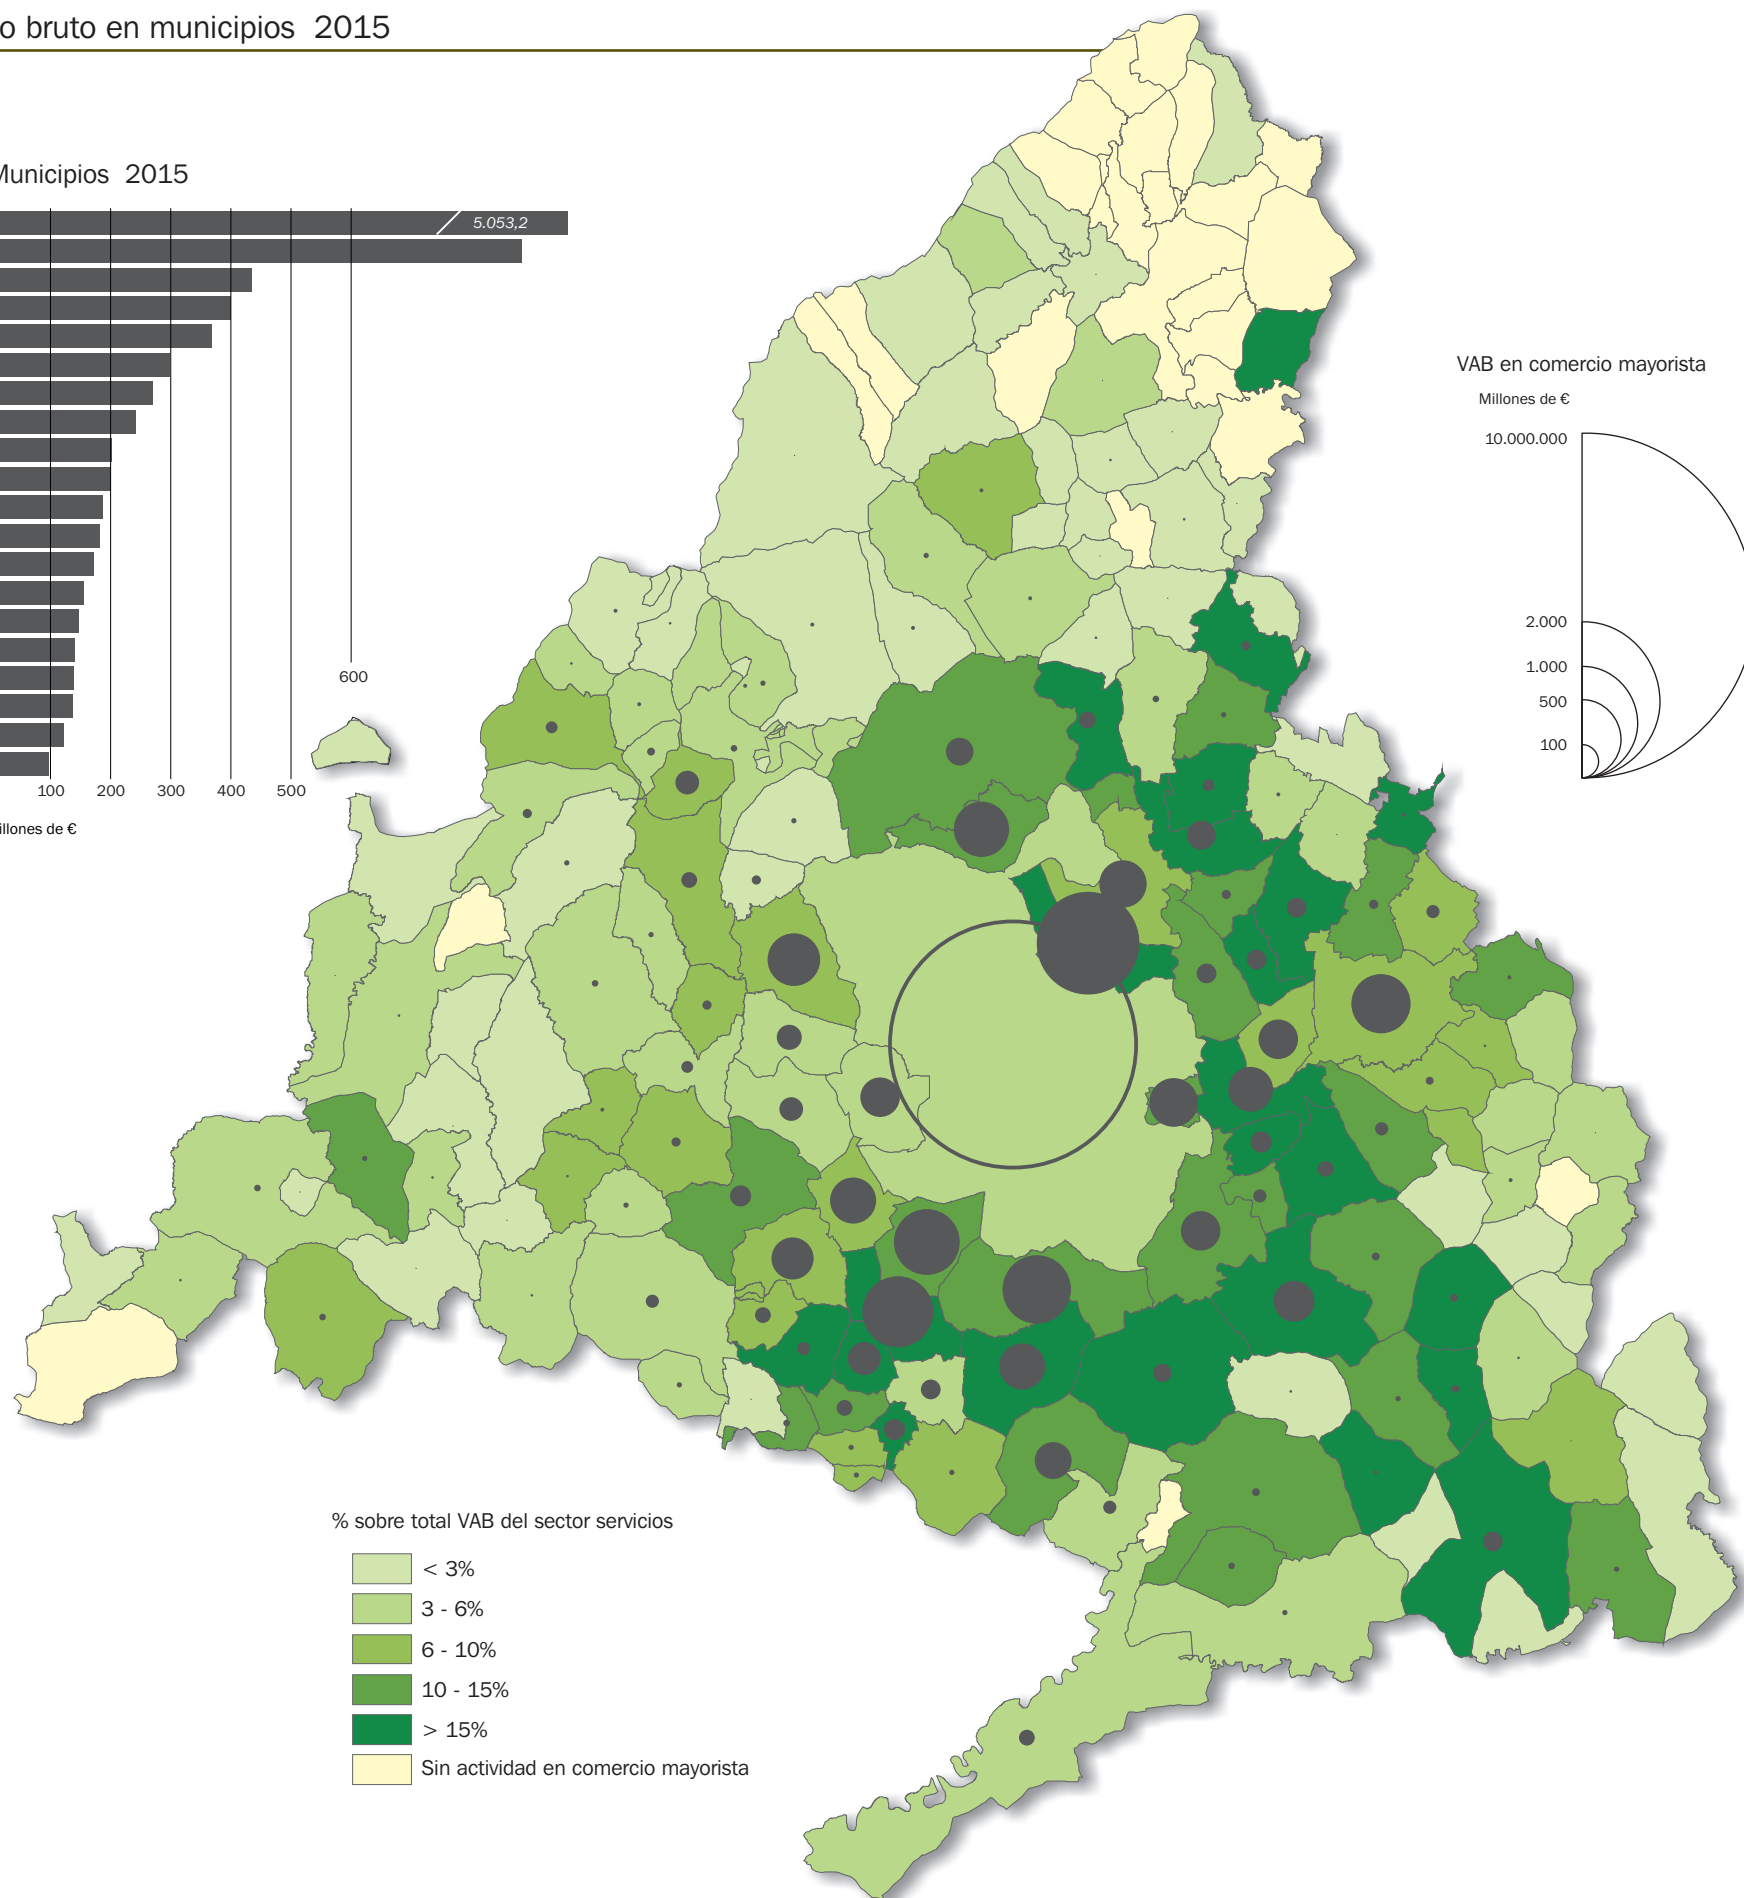 o bruto en municipios 2015
Municipios 2015
5.053,2
600
100 200 300 400 500
illones de €
VAB en comercio mayorista
Millones de €
10.000.000
2.000
1.000
500
100
% sobre total VAB del sector servicios
< 3%
3 - 6%
6 - 10%
10 - 15%
> 15%
Sin actividad en comercio mayorista